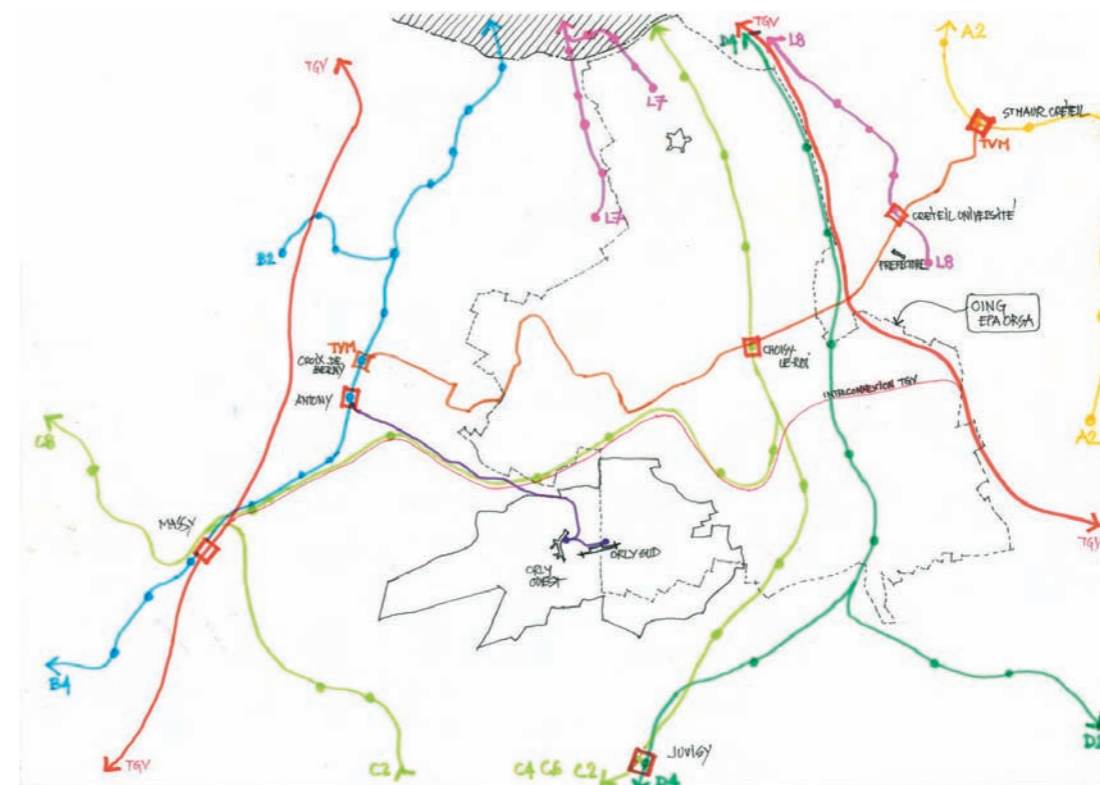 A2
TGV
D4
L8
TGV
L7
ST MAUR CRÉTEIL
TVM
L7
CRÉTEIL UNIVERSITÉ
B2
L8
PREFECTURE
OING
EPA ORSA
TVM
CROIX DE
BERNY
CHOISY
LE-ROI
ANTONY
INTERCONNEXION TGV
C8
A2
MASSY
TGV
ORLY
OUEST
ORLY SUD
B4
D2
JUVISY
TGV
C2
C4 C6 C2
D4